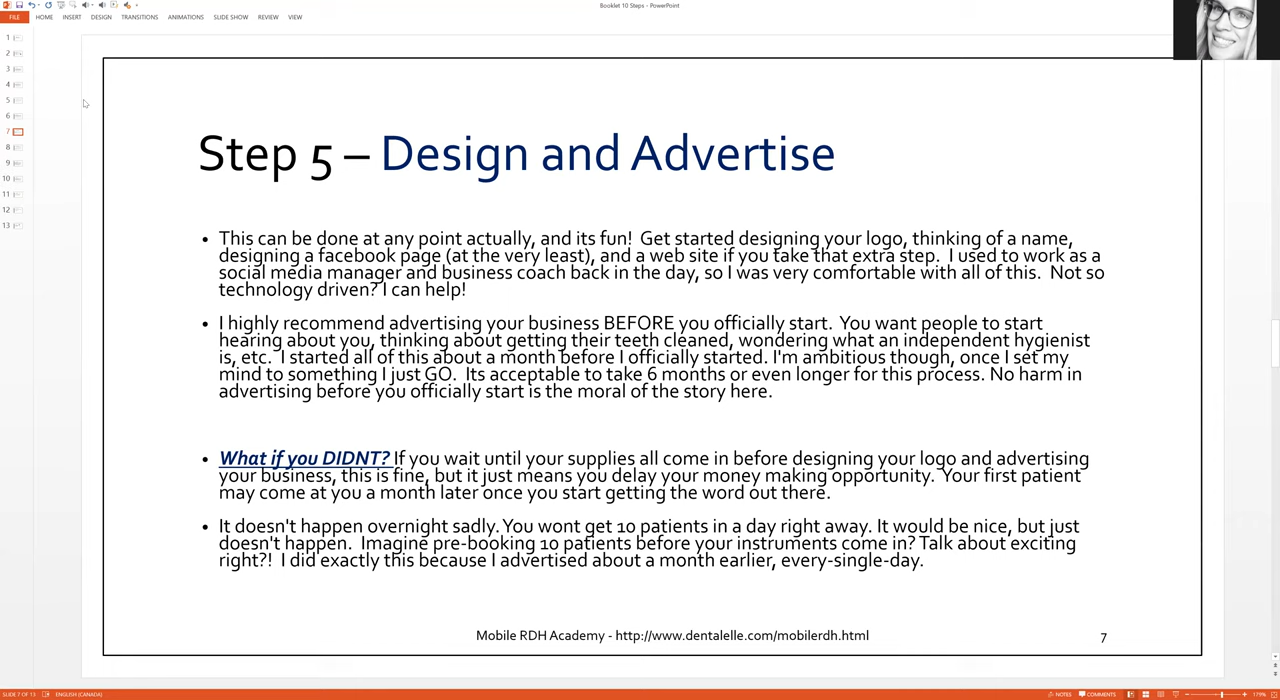 Booklet 10 Steps - PowerPoint
FILE HOME INSERT DESIGN TRANSITIONS ANIMATIONS SLIDE SHOW REVIEW VIEW
1
2
3
4
5
6
7
8
9
10
11
12
13
Step 5 – Design and Advertise
• This can be done at any point actually, and its fun! Get started designing your logo, thinking of a name,
designing a facebook page (at the very least), and a web site if you take that extra step. I used to work as a
social media manager and business coach back in the day, so I was very comfortable with all of this. Not so
technology driven? I can help!
• I highly recommend advertising your business BEFORE you officially start. You want people to start
hearing about you, thinking about getting their teeth cleaned, wondering what an independent hygienist
is, etc. I started all of this about a month before I officially started. I'm ambitious though, once I set my
mind to something I just GO. Its acceptable to take 6 months or even longer for this process. No harm in
advertising before you officially start is the moral of the story here.
• What if you DIDNT? If you wait until your supplies all come in before designing your logo and advertising
your business, this is fine, but it just means you delay your money making opportunity. Your first patient
may come at you a month later once you start getting the word out there.
• It doesn't happen overnight sadly. You wont get 10 patients in a day right away. It would be nice, but just
doesn't happen. Imagine pre-booking 10 patients before your instruments come in? Talk about exciting
right?! I did exactly this because I advertised about a month earlier, every-single-day.
Mobile RDH Academy - http://www.dentalelle.com/mobilerdh.html 7
SLIDE 7 OF 13 ENGLISH (CANADA) NOTES COMMENTS 179%